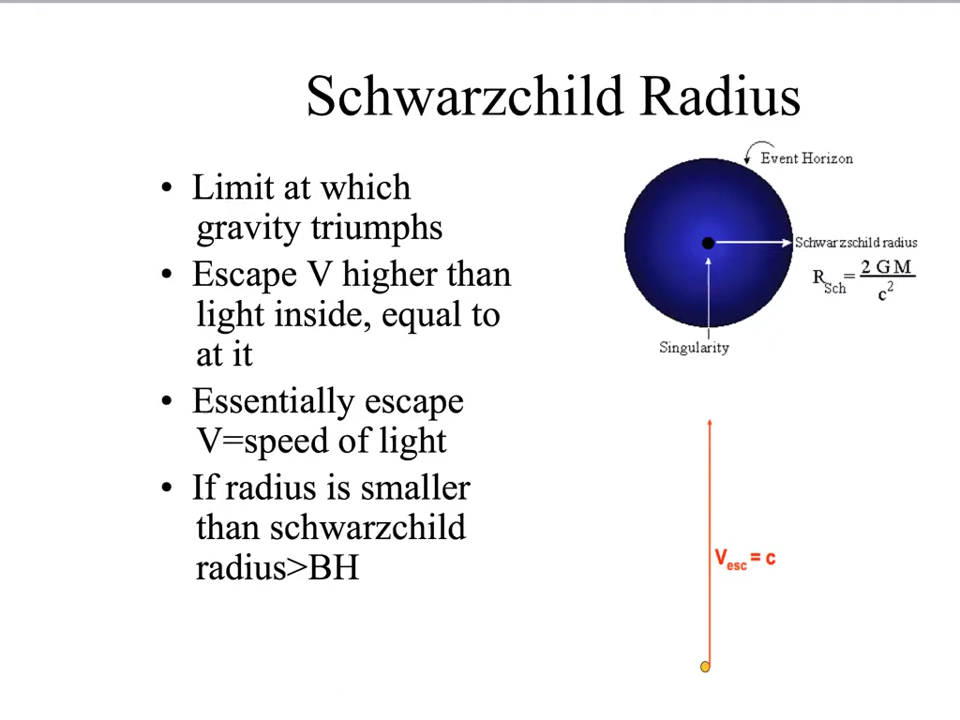 Schwarzchild Radius
• Limit at which
gravity triumphs
• Escape V higher than
light inside, equal to
at it
• Essentially escape
V=speed of light
• If radius is smaller
than schwarzchild
radius>BH
Event Horizon
Schwarzschild radius
R_Sch = 2 G M / c²
Singularity
V_esc = c